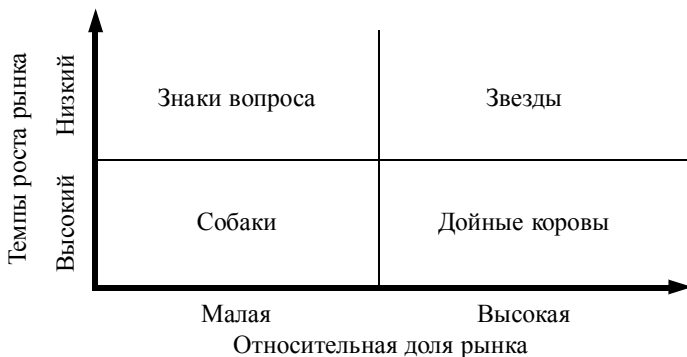 Темпы роста рынка
Низкий
Высокий
Знаки вопроса
Звезды
Собаки
Дойные коровы
Малая
Высокая
Относительная доля рынка